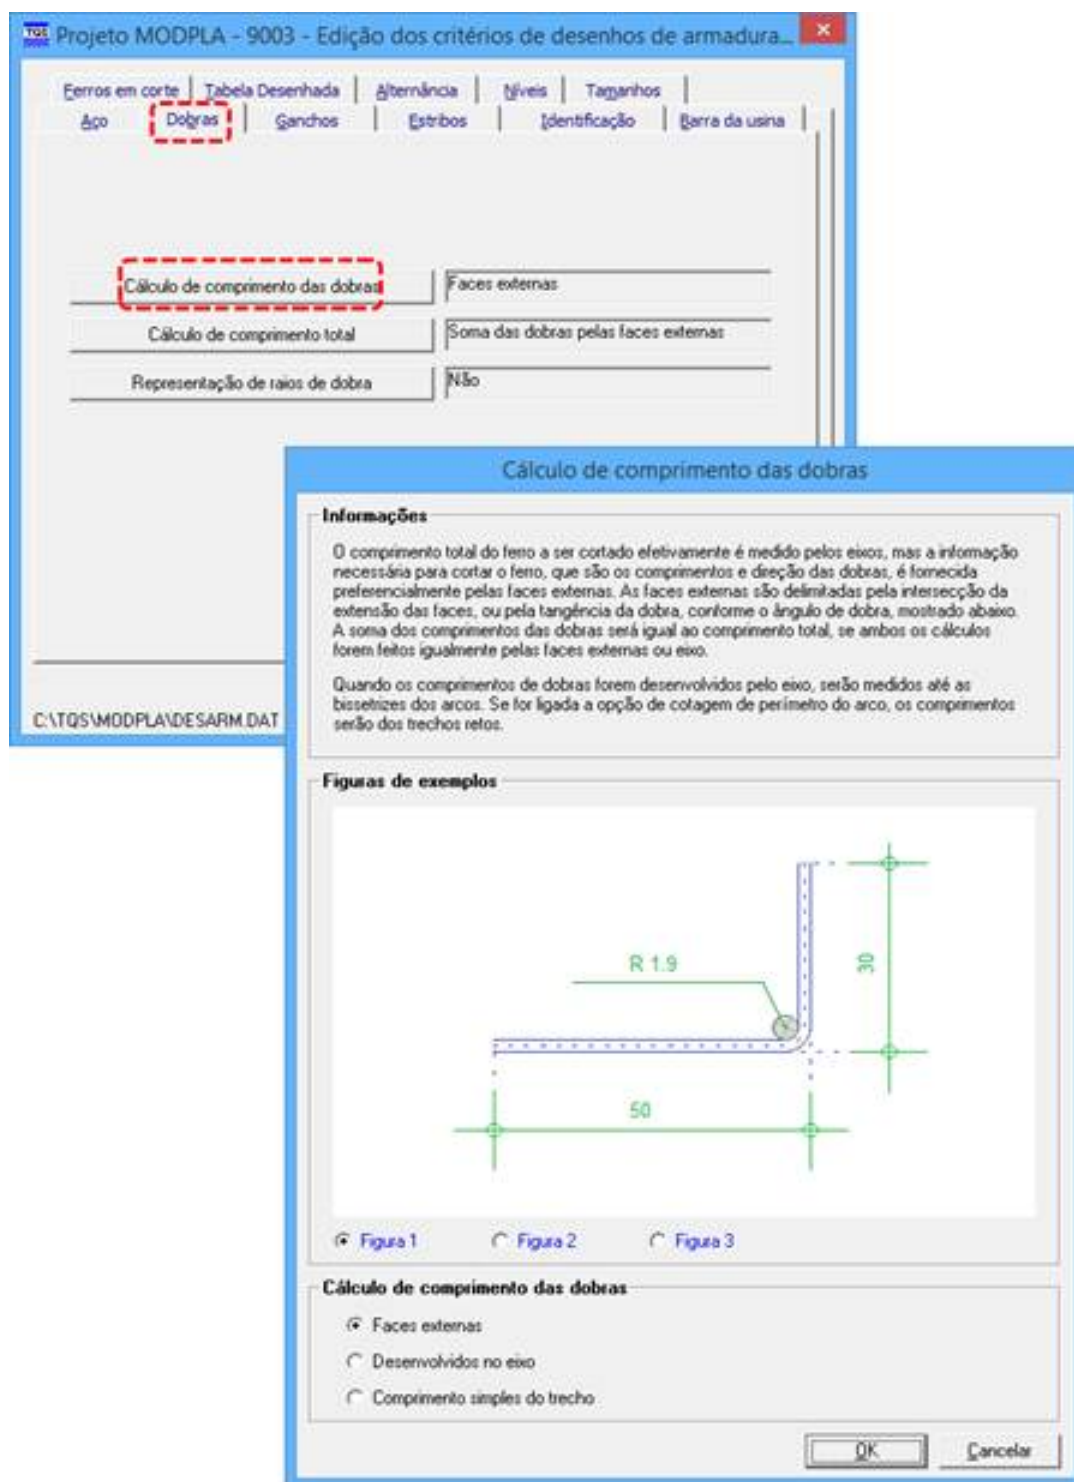 TQS Projeto MODPLA - 9003 - Edição dos critérios de desenhos de armadura...
Ferros em corte Tabela Desenhada Alternância Níveis Tamanhos
Aço Dobras Ganchos Estribos Identificação Barra da usina
Cálculo de comprimento das dobras Faces externas
Cálculo de comprimento total Soma das dobras pelas faces externas
Representação de raios de dobra Não
C:\TQS\MODPLA\DESARM.DAT
Cálculo de comprimento das dobras
Informações
O comprimento total do ferro a ser cortado efetivamente é medido pelos eixos, mas a informação
necessária para cortar o ferro, que são os comprimentos e direção das dobras, é fornecida
preferencialmente pelas faces externas. As faces externas são delimitadas pela intersecção da
extensão das faces, ou pela tangência da dobra, conforme o ângulo de dobra, mostrado abaixo.
A soma dos comprimentos das dobras será igual ao comprimento total, se ambos os cálculos
forem feitos igualmente pelas faces externas ou eixo.
Quando os comprimentos de dobras forem desenvolvidos pelo eixo, serão medidos até as
bissetrizes dos arcos. Se for ligada a opção de cotagem de perímetro do arco, os comprimentos
serão dos trechos retos.
Figuras de exemplos
R 1.9
30
50
Figura 1 Figura 2 Figura 3
Cálculo de comprimento das dobras
Faces externas
Desenvolvidos no eixo
Comprimento simples do trecho
OK Cancelar